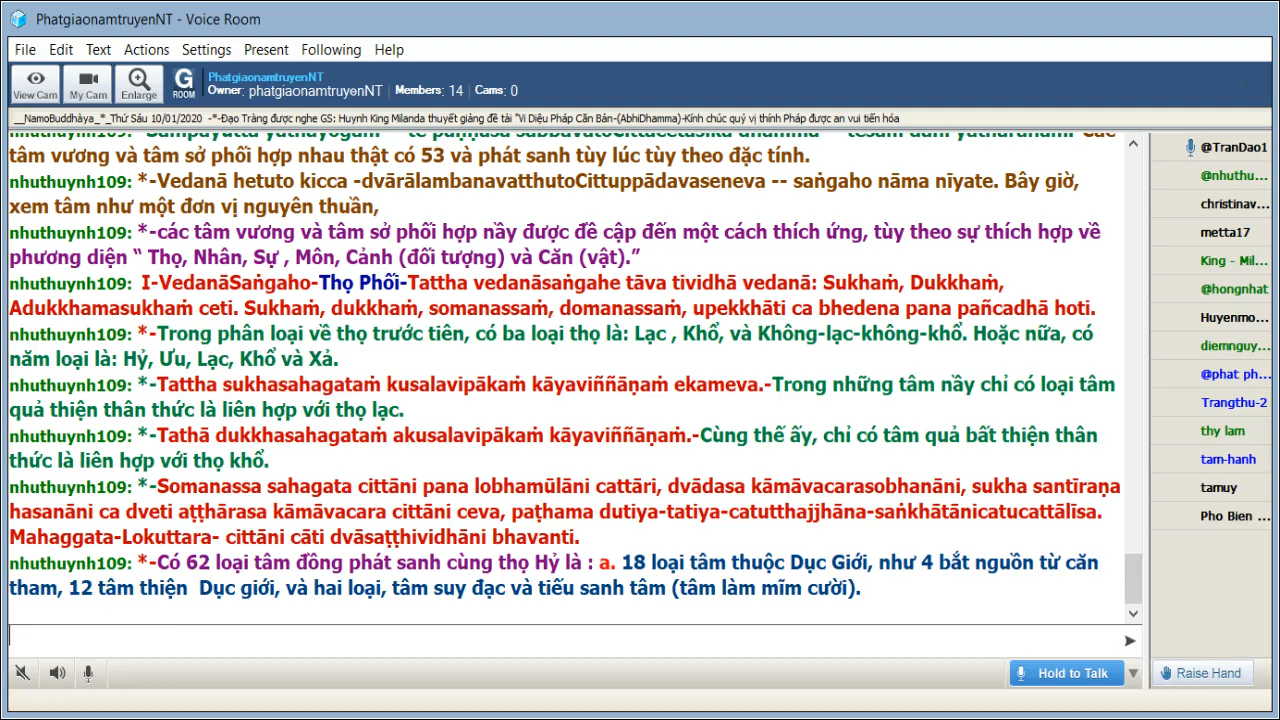 PhatgiaonamtruyenNT - Voice Room
File Edit Text Actions Settings Present Following Help
View Cam
My Cam
Enlarge
G ROOM
PhatgiaonamtruyenNT
Owner: phatgiaonamtruyenNT Members: 14 Cams: 0
__NamoBuddhàya_*_Thứ Sáu 10/01/2020 -*-Đạo Tràng được nghe GS: Huynh King Milanda thuyết giảng đề tài "Vi Diệu Pháp Căn Bản-(AbhiDhamma)-Kính chúc quý vị thính Pháp được an vui tiến hóa
tâm vương và tâm sở phối hợp nhau thật có 53 và phát sanh tùy lúc tùy theo đặc tính.
nhuthuynh109: *-Vedanā hetuto kicca -dvārālambanavatthutoCittuppādavaseneva -- saṅgaho nāma nīyate. Bây giờ,
xem tâm như một đơn vị nguyên thuần,
nhuthuynh109: *-các tâm vương và tâm sở phối hợp nầy được đề cập đến một cách thích ứng, tùy theo sự thích hợp về
phương diện “ Thọ, Nhân, Sự , Môn, Cảnh (đối tượng) và Căn (vật).”
nhuthuynh109: I-VedanāSaṅgaho-Thọ Phối-Tattha vedanāsaṅgahe tāva tividhā vedanā: Sukhaṁ, Dukkhaṁ,
Adukkhamasukhaṁ ceti. Sukhaṁ, dukkhaṁ, somanassaṁ, domanassaṁ, upekkhāti ca bhedena pana pañcadhā hoti.
nhuthuynh109: *-Trong phân loại về thọ trước tiên, có ba loại thọ là: Lạc , Khổ, và Không-lạc-không-khổ. Hoặc nữa, có
năm loại là: Hỷ, Ưu, Lạc, Khổ và Xả.
nhuthuynh109: *-Tattha sukhasahagataṁ kusalavipākaṁ kāyaviññāṇaṁ ekameva.-Trong những tâm nầy chỉ có loại tâm
quả thiện thân thức là liên hợp với thọ lạc.
nhuthuynh109: *-Tathā dukkhasahagataṁ akusalavipākaṁ kāyaviññāṇaṁ.-Cùng thế ấy, chỉ có tâm quả bất thiện thân
thức là liên hợp với thọ khổ.
nhuthuynh109: *-Somanassa sahagata cittāni pana lobhamūlāni cattāri, dvādasa kāmāvacarasobhanāni, sukha santīraṇa
hasanāni ca dveti aṭṭhārasa kāmāvacara cittāni ceva, paṭhama dutiya-tatiya-catutthajjhāna-saṅkhātānicatucattālīsa.
Mahaggata-Lokuttara- cittāni cāti dvāsaṭṭhividhāni bhavanti.
nhuthuynh109: *-Có 62 loại tâm đồng phát sanh cùng thọ Hỷ là : a. 18 loại tâm thuộc Dục Giới, như 4 bắt nguồn từ căn
tham, 12 tâm thiện Dục giới, và hai loại, tâm suy đạc và tiếu sanh tâm (tâm làm mĩm cười).
@TranDao1
@nhuthu...
christinav...
metta17
King - Mil...
@hongnhat
Huyenmo...
diemnguy...
@phat ph...
Trangthu-2
thy lam
tam-hanh
tamuy
Pho Bien ...
Hold to Talk
Raise Hand